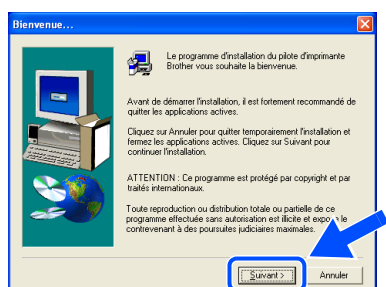 Bienvenue...
Le programme d'installation du pilote d'imprimante
Brother vous souhaite la bienvenue.
Avant de démarrer l'installation, il est fortement recommandé de
quitter les applications actives.
Cliquez sur Annuler pour quitter temporairement l'installation et
fermez les applications actives. Cliquez sur Suivant pour
continuer l'installation.
ATTENTION : Ce programme est protégé par copyright et par
traités internationaux.
Toute reproduction ou distribution totale ou partielle de ce
programme effectuée sans autorisation est illicite et expose le
contrevenant à des poursuites judiciaires maximales.
Suivant >
Annuler